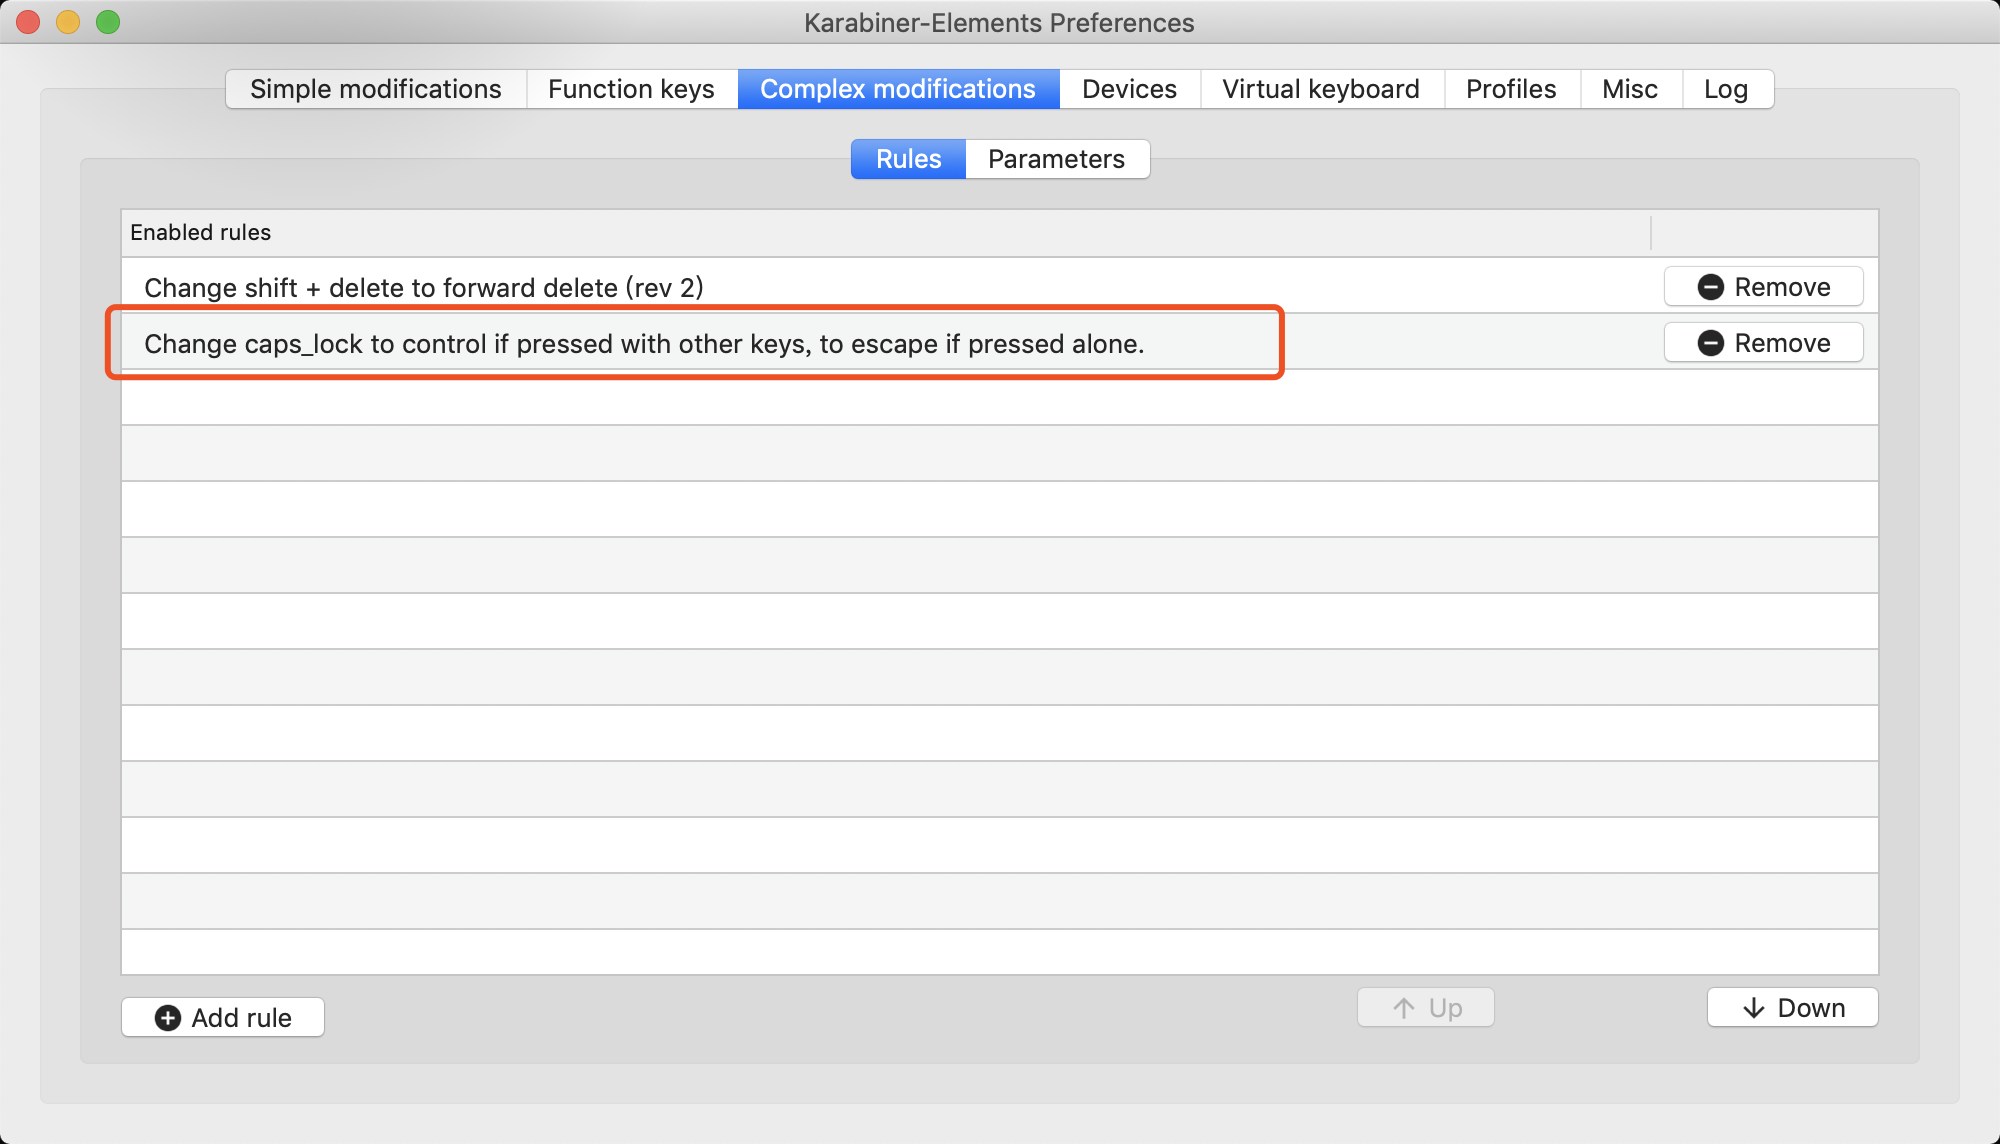 Karabiner-Elements Preferences
Simple modifications Function keys Complex modifications Devices Virtual keyboard Profiles Misc Log
Rules Parameters
Enabled rules
Change shift + delete to forward delete (rev 2) Remove
Change caps_lock to control if pressed with other keys, to escape if pressed alone. Remove
Add rule Up Down